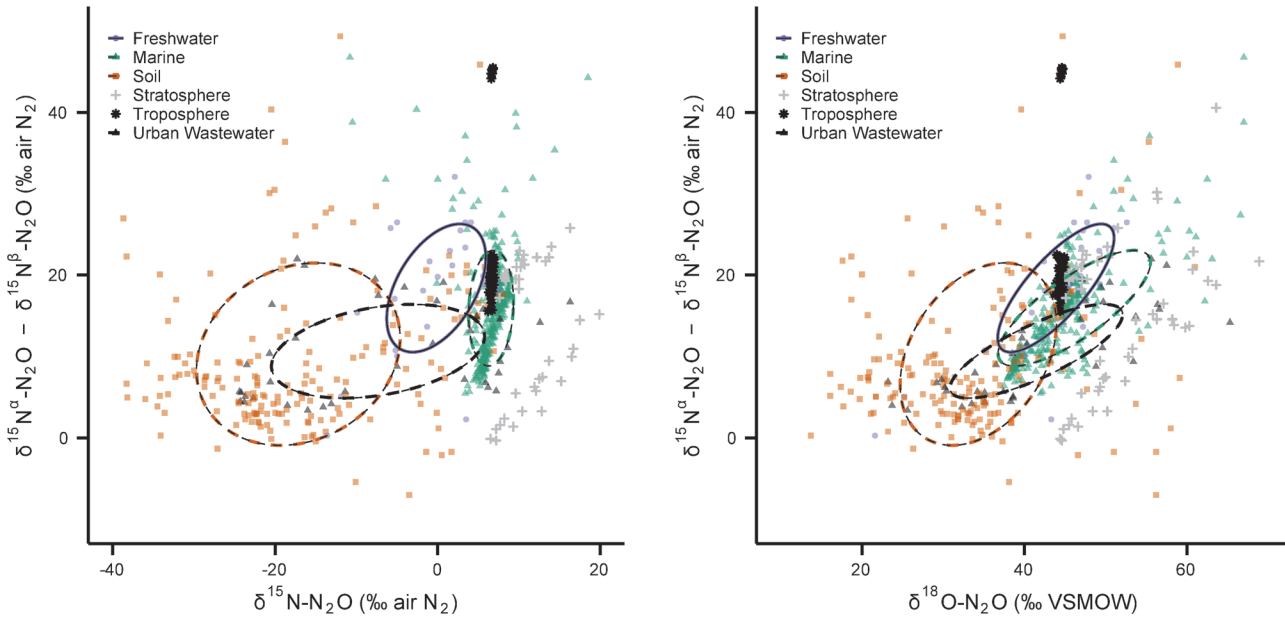 Freshwater
Marine
Soil
Stratosphere
Troposphere
Urban Wastewater
δ¹⁵Nᵅ-N₂O − δ¹⁵Nᵝ-N₂O (‰ air N₂)
40
20
0
-40
-20
0
20
δ¹⁵N-N₂O (‰ air N₂)
Freshwater
Marine
Soil
Stratosphere
Troposphere
Urban Wastewater
δ¹⁵Nᵅ-N₂O − δ¹⁵Nᵝ-N₂O (‰ air N₂)
40
20
0
20
40
60
δ¹⁸O-N₂O (‰ VSMOW)